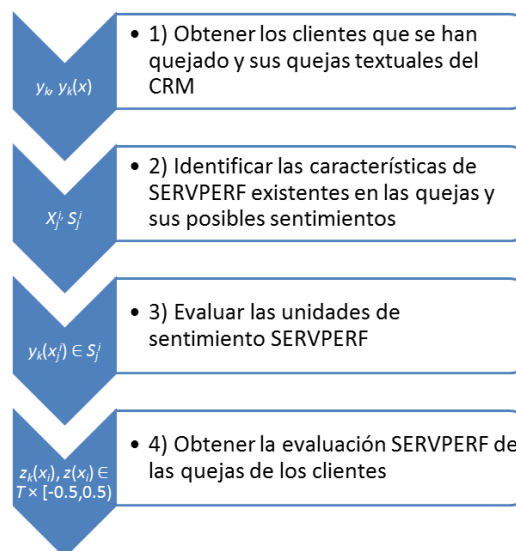 • 1) Obtener los clientes que se han
quejado y sus quejas textuales del
CRM
yₖ, yₖ(x)
• 2) Identificar las características de
SERVPERF existentes en las quejas y
sus posibles sentimientos
Xⱼⁱ, Sⱼⁱ
• 3) Evaluar las unidades de
sentimiento SERVPERF
yₖ(xⱼⁱ) ∈ Sⱼⁱ
• 4) Obtener la evaluación SERVPERF de
las quejas de los clientes
zₖ(xᵢ), z(xᵢ) ∈
T × [-0.5,0.5)